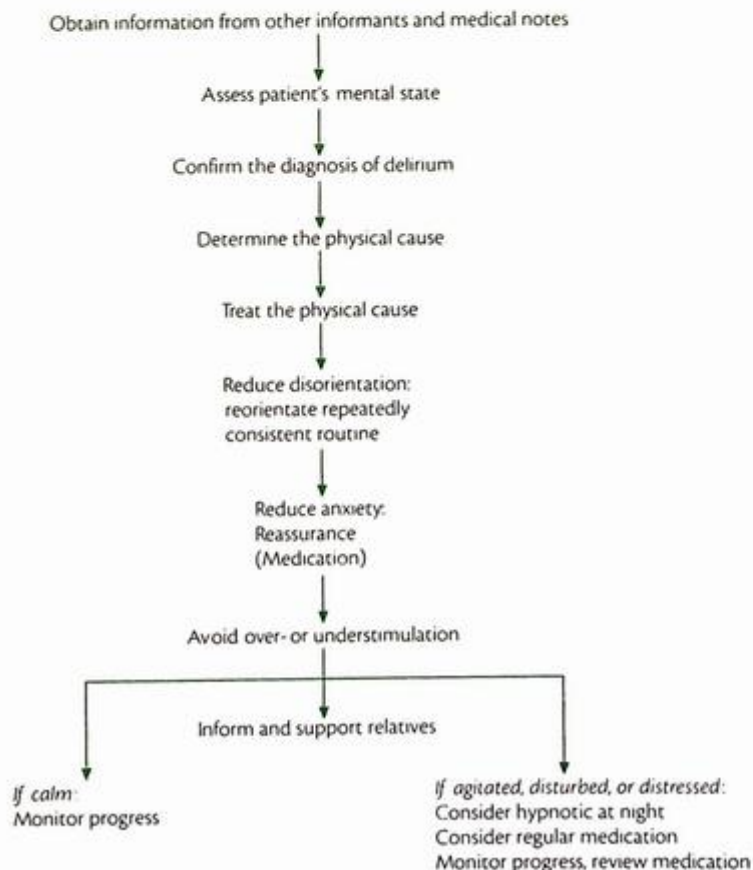 Obtain information from other informants and medical notes
Assess patient's mental state
Confirm the diagnosis of delirium
Determine the physical cause
Treat the physical cause
Reduce disorientation:
reorientate repeatedly
consistent routine
Reduce anxiety:
Reassurance
(Medication)
Avoid over- or understimulation
Inform and support relatives
If calm:
Monitor progress
If agitated, disturbed, or distressed:
Consider hypnotic at night
Consider regular medication
Monitor progress, review medication